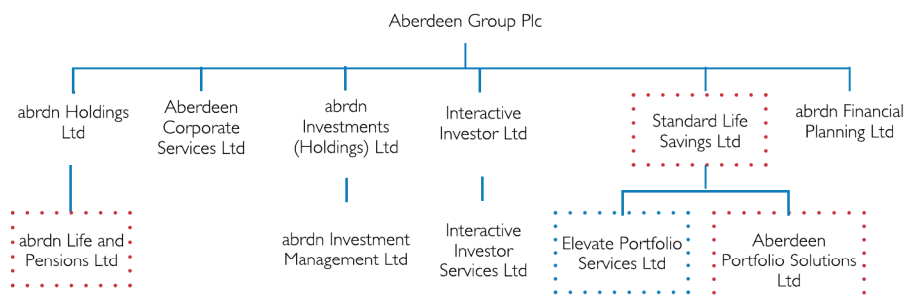 Aberdeen Group Plc
abrdn Holdings
Ltd
Aberdeen
Corporate
Services Ltd
abrdn
Investments
(Holdings) Ltd
Interactive
Investor Ltd
Standard Life
Savings Ltd
abrdn Financial
Planning Ltd
abrdn Life and
Pensions Ltd
abrdn Investment
Management Ltd
Interactive
Investor
Services Ltd
Elevate Portfolio
Services Ltd
Aberdeen
Portfolio Solutions
Ltd